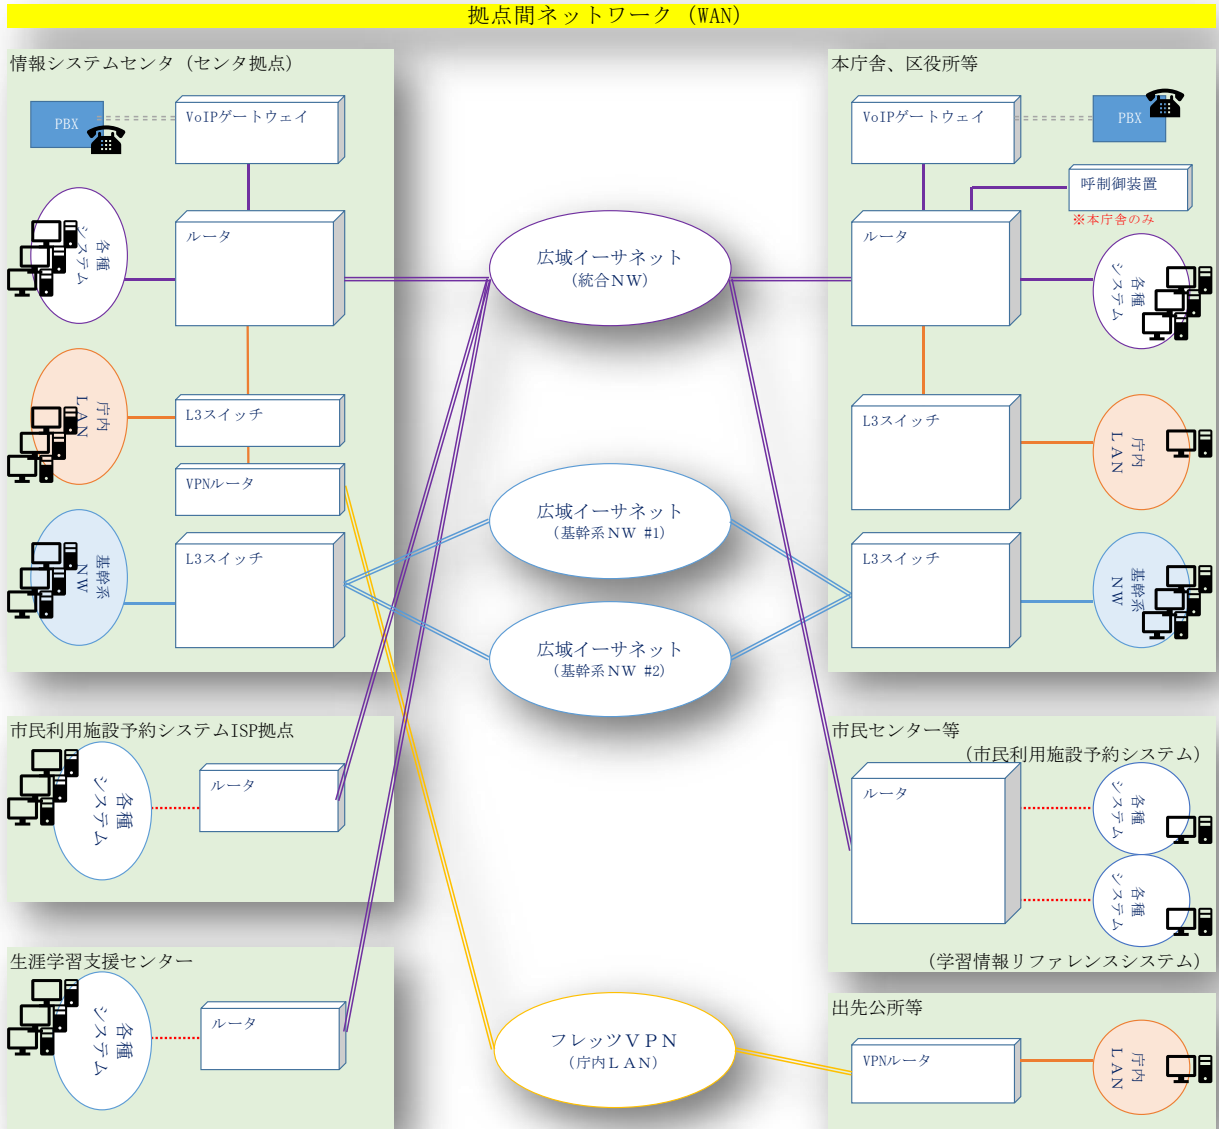 拠点間ネットワーク（WAN）
情報システムセンタ（センタ拠点）
PBX
VoIPゲートウェイ
各種
システム
ルータ
庁内
LAN
L3スイッチ
VPNルータ
基幹系
NW
L3スイッチ
市民利用施設予約システムISP拠点
各種
システム
ルータ
生涯学習支援センター
各種
システム
ルータ
広域イーサネット
（統合NW）
広域イーサネット
（基幹系NW #1）
広域イーサネット
（基幹系NW #2）
フレッツVPN
（庁内LAN）
本庁舎、区役所等
VoIPゲートウェイ
PBX
呼制御装置
※本庁舎のみ
ルータ
各種
システム
L3スイッチ
庁内
LAN
L3スイッチ
基幹系
NW
市民センター等
（市民利用施設予約システム）
ルータ
各種
システム
各種
システム
（学習情報リファレンスシステム）
出先公所等
VPNルータ
庁内
LAN